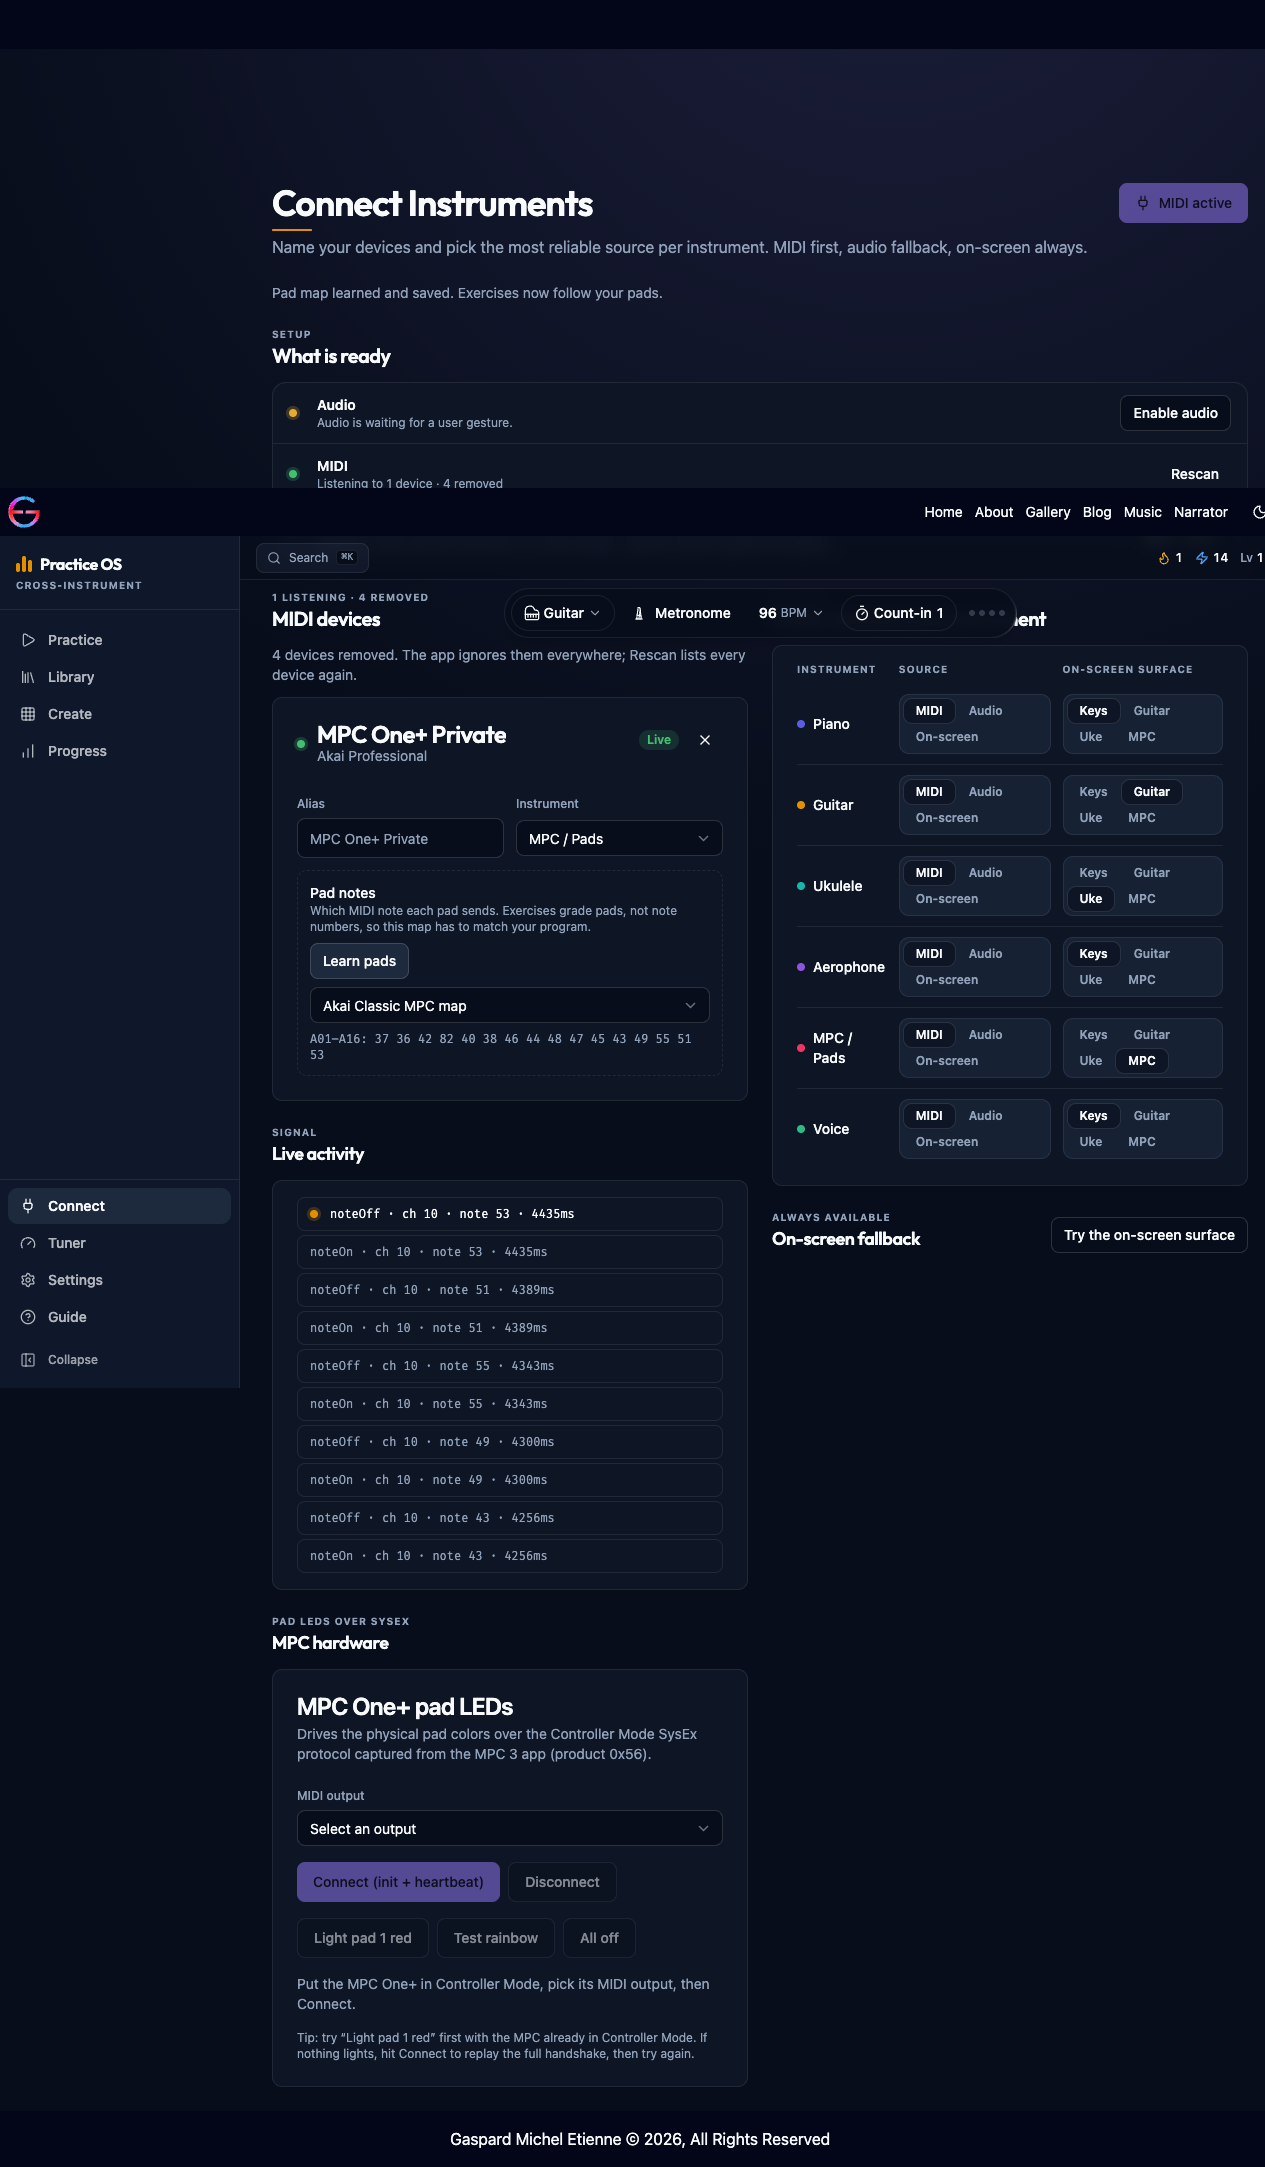 Connect Instruments
MIDI active
Name your devices and pick the most reliable source per instrument. MIDI first, audio fallback, on-screen always.
Pad map learned and saved. Exercises now follow your pads.
SETUP
What is ready
Audio
Audio is waiting for a user gesture.
Enable audio
MIDI
Listening to 1 device · 4 removed
Rescan
Home About Gallery Blog Music Narrator
Practice OS
CROSS-INSTRUMENT
Search ⌘K
1 14 Lv 1
Practice
Library
Create
Progress
Connect
Tuner
Settings
Guide
Collapse
1 LISTENING · 4 REMOVED
MIDI devices
Guitar Metronome 96 BPM Count-in 1
4 devices removed. The app ignores them everywhere; Rescan lists every
device again.
MPC One+ Private
Akai Professional
Live
Alias
Instrument
MPC One+ Private
MPC / Pads
Pad notes
Which MIDI note each pad sends. Exercises grade pads, not note
numbers, so this map has to match your program.
Learn pads
Akai Classic MPC map
A01–A16: 37 36 42 82 40 38 46 44 48 47 45 43 49 55 51
53
SIGNAL
Live activity
noteOff · ch 10 · note 53 · 4435ms
noteOn · ch 10 · note 53 · 4435ms
noteOff · ch 10 · note 51 · 4389ms
noteOn · ch 10 · note 51 · 4389ms
noteOff · ch 10 · note 55 · 4343ms
noteOn · ch 10 · note 55 · 4343ms
noteOff · ch 10 · note 49 · 4300ms
noteOn · ch 10 · note 49 · 4300ms
noteOff · ch 10 · note 43 · 4256ms
noteOn · ch 10 · note 43 · 4256ms
PAD LEDS OVER SYSEX
MPC hardware
MPC One+ pad LEDs
Drives the physical pad colors over the Controller Mode SysEx
protocol captured from the MPC 3 app (product 0x56).
MIDI output
Select an output
Connect (init + heartbeat)
Disconnect
Light pad 1 red
Test rainbow
All off
Put the MPC One+ in Controller Mode, pick its MIDI output, then
Connect.
Tip: try “Light pad 1 red” first with the MPC already in Controller Mode. If
nothing lights, hit Connect to replay the full handshake, then try again.
INSTRUMENT SOURCE ON-SCREEN SURFACE
Piano
MIDI Audio
On-screen
Keys Guitar
Uke MPC
Guitar
MIDI Audio
On-screen
Keys Guitar
Uke MPC
Ukulele
MIDI Audio
On-screen
Keys Guitar
Uke MPC
Aerophone
MIDI Audio
On-screen
Keys Guitar
Uke MPC
MPC /
Pads
MIDI Audio
On-screen
Keys Guitar
Uke MPC
Voice
MIDI Audio
On-screen
Keys Guitar
Uke MPC
ALWAYS AVAILABLE
On-screen fallback
Try the on-screen surface
Gaspard Michel Etienne © 2026, All Rights Reserved